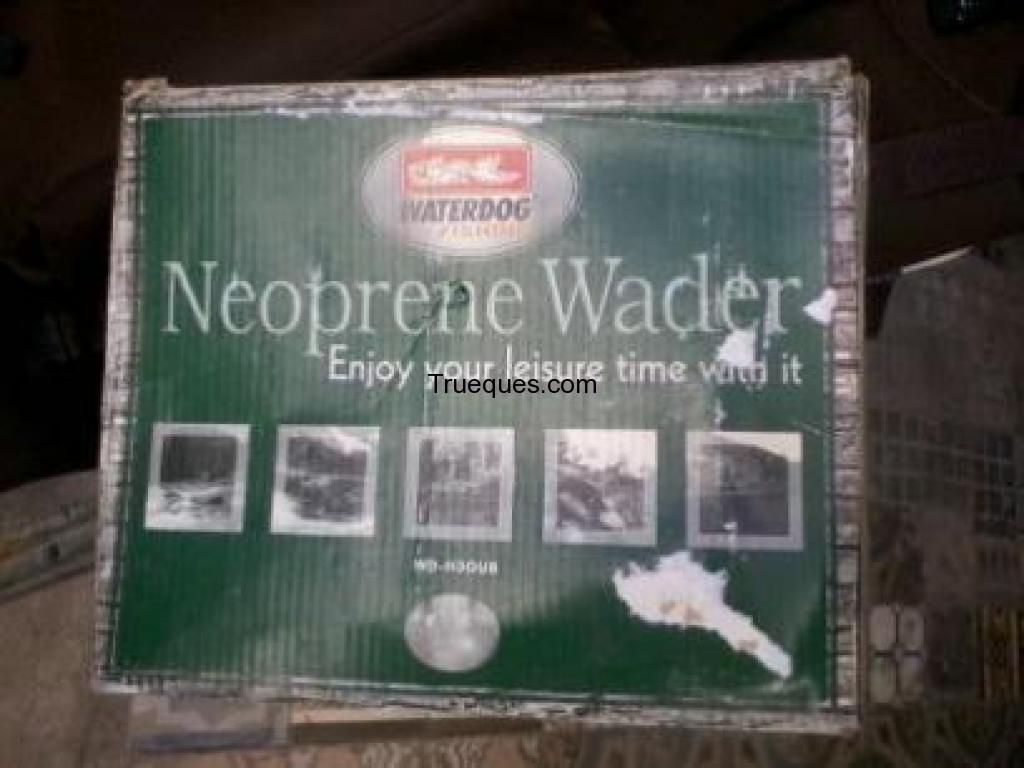 WATERDOG
Neoprene Wader
Enjoy your leisure time with it
Trueques.com